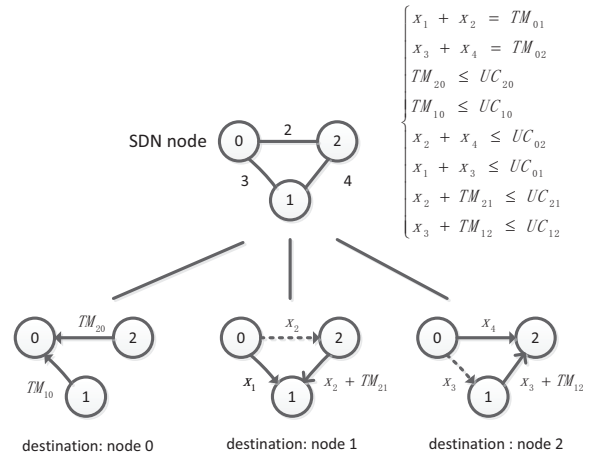 x₁ + x₂ = TM₀₁
x₃ + x₄ = TM₀₂
TM₂₀ ≤ UC₂₀
TM₁₀ ≤ UC₁₀
x₂ + x₄ ≤ UC₀₂
x₁ + x₃ ≤ UC₀₁
x₂ + TM₂₁ ≤ UC₂₁
x₃ + TM₁₂ ≤ UC₁₂
SDN node
0
2
2
3
4
1
0
TM₂₀
2
TM₁₀
1
destination: node 0
0
x₂
2
x₁
x₂ + TM₂₁
1
destination: node 1
0
x₄
2
x₃
x₃ + TM₁₂
1
destination : node 2